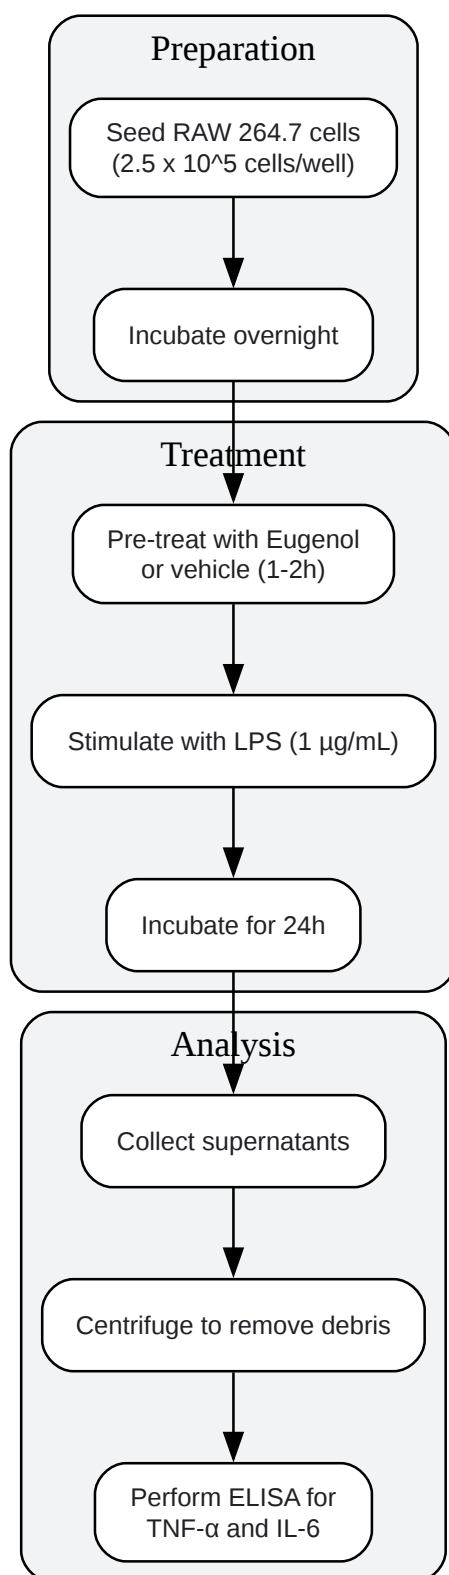 Preparation
Seed RAW 264.7 cells
(2.5 x 10^5 cells/well)
Incubate overnight
Treatment
Pre-treat with Eugenol
or vehicle (1-2h)
Stimulate with LPS (1 µg/mL)
Incubate for 24h
Analysis
Collect supernatants
Centrifuge to remove debris
Perform ELISA for
TNF-α and IL-6